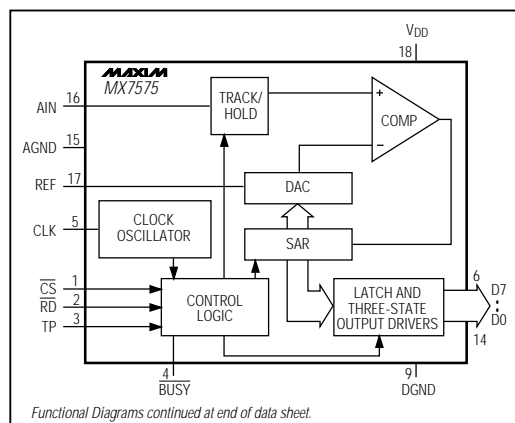 VDD
18
MAXIM
MX7575
AIN
16
TRACK/
HOLD
+
COMP
−
AGND
15
REF
17
DAC
CLK
5
CLOCK
OSCILLATOR
SAR
CS
1
RD
2
TP
3
CONTROL
LOGIC
LATCH AND
THREE-STATE
OUTPUT DRIVERS
6
D7
:
D0
14
4
BUSY
9
DGND
Functional Diagrams continued at end of data sheet.